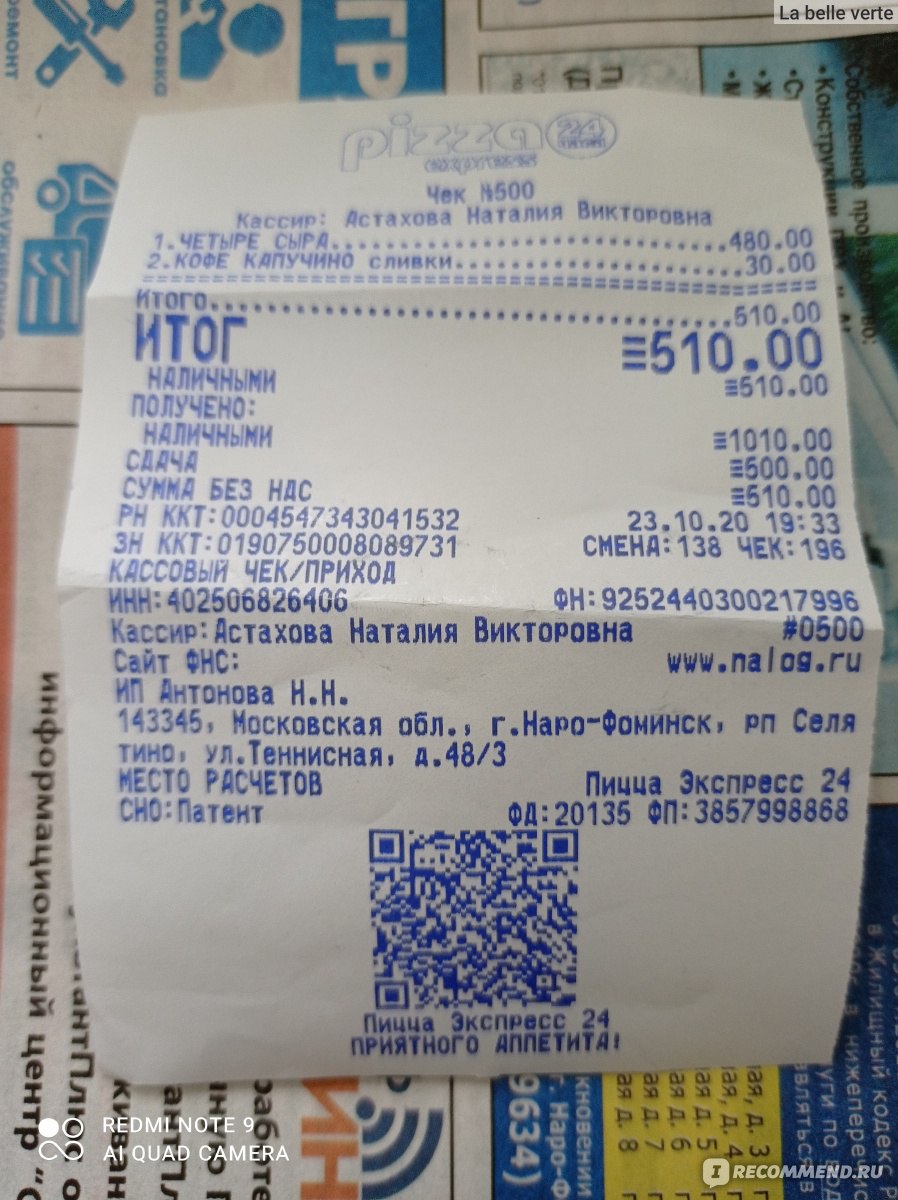 La belle verte
pizza 24
express
Чек №500
Кассир: Астахова Наталия Викторовна
1.ЧЕТЫРЕ СЫРА..............................480.00
2.КОФЕ КАПУЧИНО сливки.....................30.00
================================================
Итого......................................510.00
ИТОГ ≡510.00
НАЛИЧНЫМИ ≡510.00
ПОЛУЧЕНО:
НАЛИЧНЫМИ ≡1010.00
СДАЧА ≡500.00
СУММА БЕЗ НДС ≡510.00
РН ККТ:0004547343041532 23.10.20 19:33
ЗН ККТ:0190750008089731 СМЕНА:138 ЧЕК:196
КАССОВЫЙ ЧЕК/ПРИХОД
ИНН:402506826406 ФН:9252440300217996
Кассир:Астахова Наталия Викторовна #0500
Сайт ФНС: www.nalog.ru
ИП Антонова Н.Н.
143345, Московская обл., г.Наро-Фоминск, рп Селя
тино, ул.Теннисная, д.48/3
МЕСТО РАСЧЕТОВ Пицца Экспресс 24
СНО:Патент ФД:20135 ФП:3857998868
Пицца Экспресс 24
ПРИЯТНОГО АППЕТИТА!
информационный центр
Собственное
9634)
REDMI NOTE 9
AI QUAD CAMERA
IRECOMMEND.RU